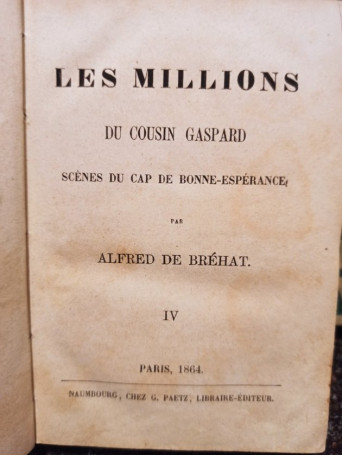 LES MILLIONS
DU COUSIN GASPARD
SCÈNES DU CAP DE BONNE-ESPÉRANCE,
PAR
ALFRED DE BRÉHAT.
IV
PARIS, 1864.
NAUMBOURG, CHEZ G. PAETZ, LIBRAIRE-ÉDITEUR.